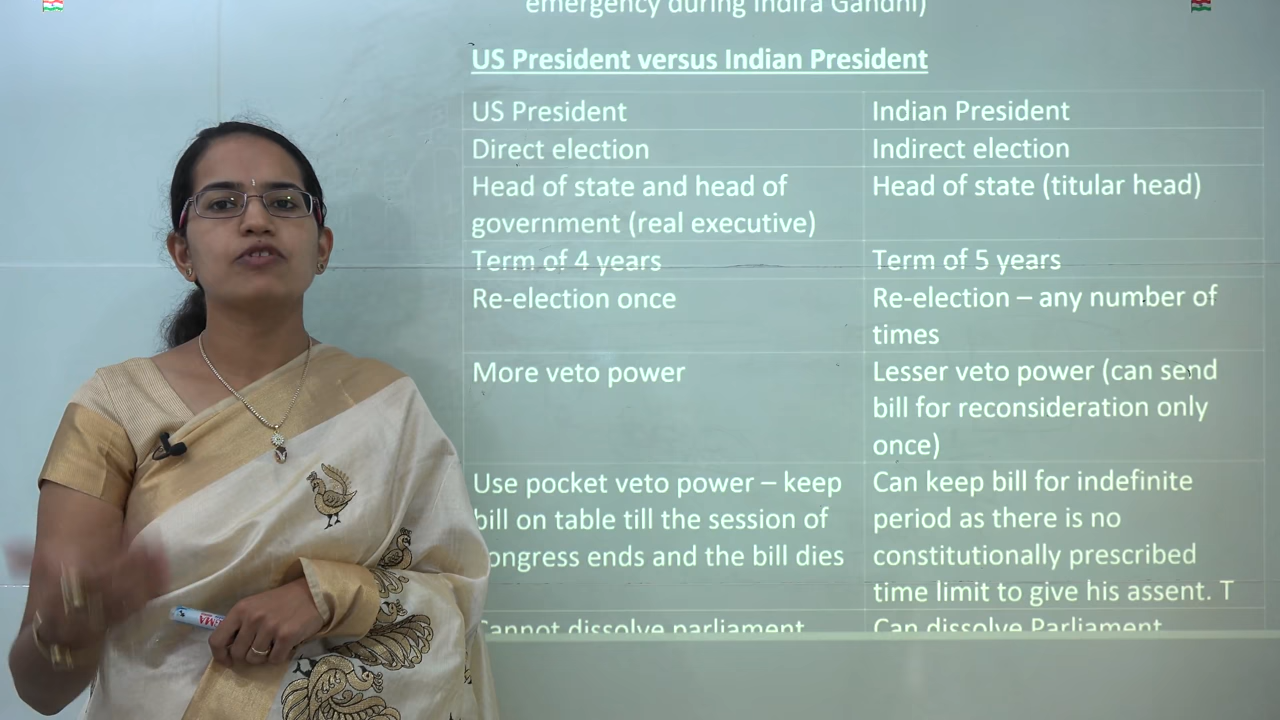 emergency during Indira Gandhi)
US President versus Indian President
US President
Indian President
Direct election
Indirect election
Head of state and head of
government (real executive)
Head of state (titular head)
Term of 4 years
Term of 5 years
Re-election once
Re-election – any number of
times
More veto power
Lesser veto power (can send
bill for reconsideration only
once)
Use pocket veto power – keep
bill on table till the session of
congress ends and the bill dies
Can keep bill for indefinite
period as there is no
constitutionally prescribed
time limit to give his assent. T
Cannot dissolve parliament
Can dissolve Parliament